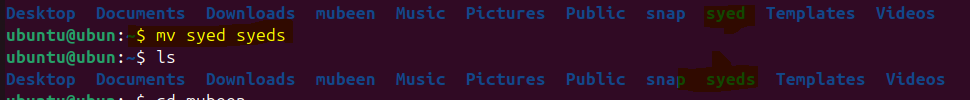 Desktop Documents Downloads mubeen Music Pictures Public snap syed Templates Videos
ubuntu@ubun:~$ mv syed syeds
ubuntu@ubun:~$ ls
Desktop Documents Downloads mubeen Music Pictures Public snap syeds Templates Videos
ubuntu@ubun:~$ cd mubeen